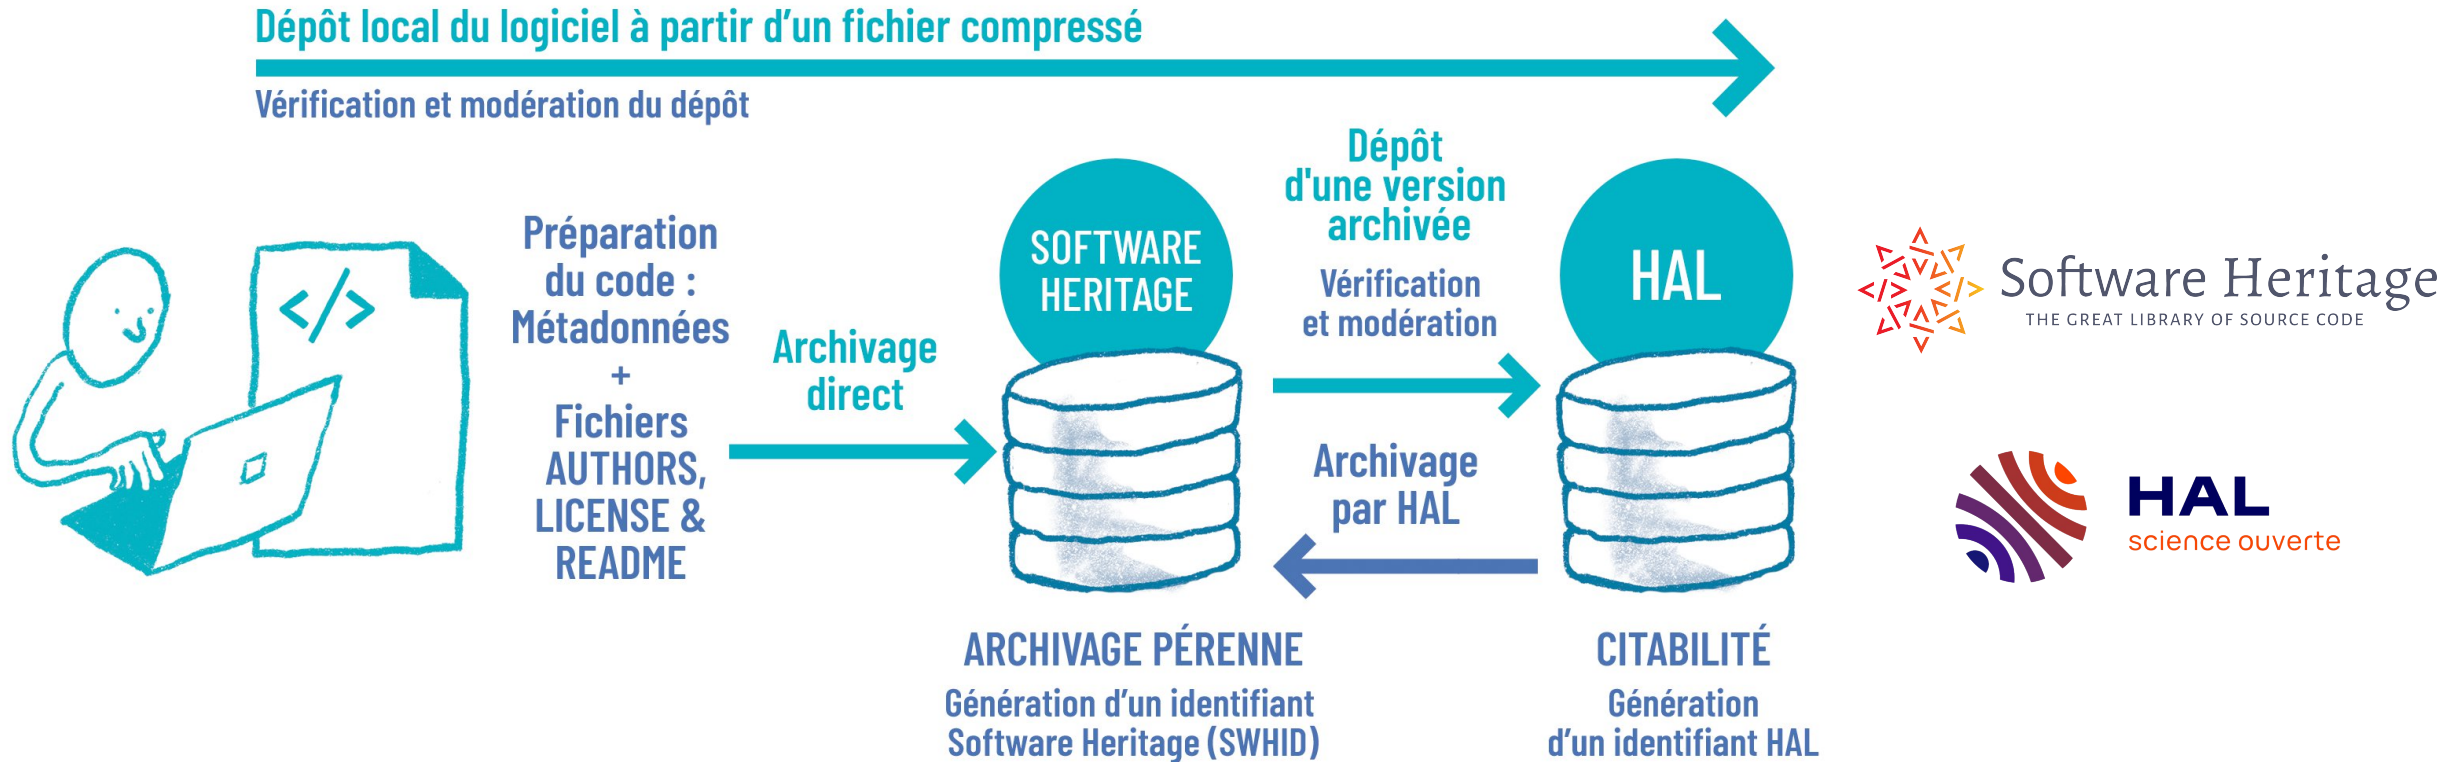 Dépôt local du logiciel à partir d’un fichier compressé
Vérification et modération du dépôt
</>
Préparation
du code :
Métadonnées
+
Fichiers
AUTHORS,
LICENSE &
README
Archivage
direct
SOFTWARE
HERITAGE
Dépôt
d'une version
archivée
Vérification
et modération
Archivage
par HAL
HAL
ARCHIVAGE PÉRENNE
Génération d’un identifiant
Software Heritage (SWHID)
CITABILITÉ
Génération
d’un identifiant HAL
Software Heritage
THE GREAT LIBRARY OF SOURCE CODE
HAL
science ouverte